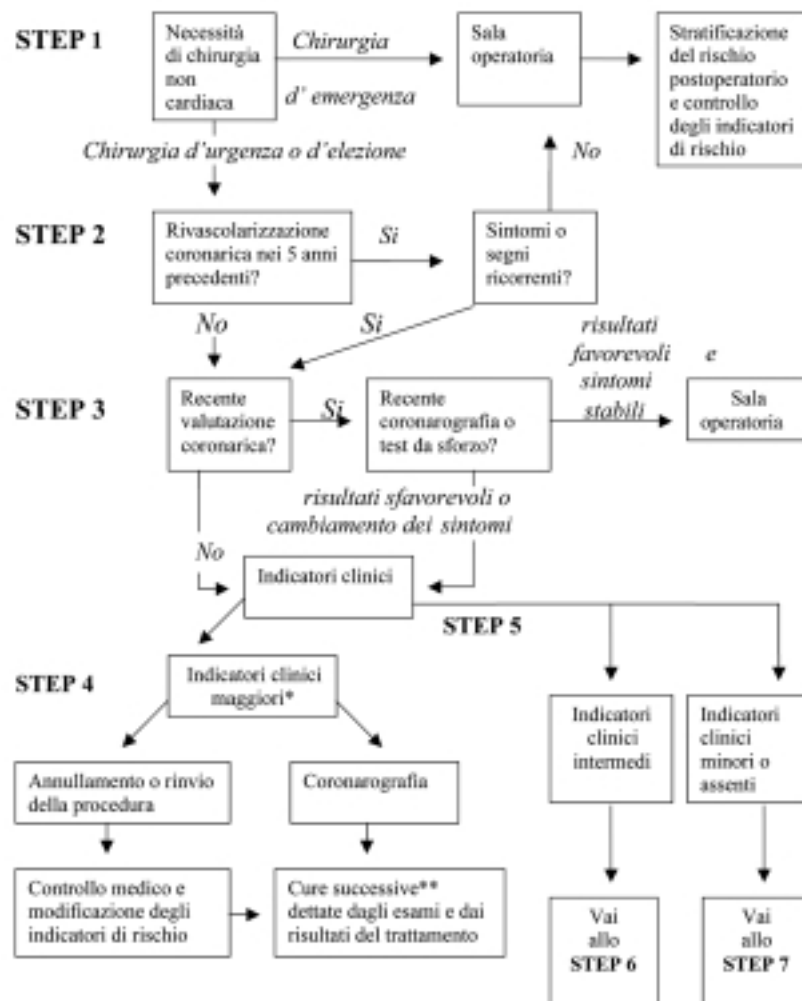 STEP 1
Necessità
di chirurgia
non
cardiaca
Chirurgia
d' emergenza
Sala
operatoria
Stratificazione
del rischio
postoperatorio
e controllo
degli indicatori
di rischio
Chirurgia d'urgenza o d'elezione
No
STEP 2
Rivascolarizzazione
coronarica nei 5 anni
precedenti?
Si
Sintomi o
segni
ricorrenti?
No
Si
risultati
favorevoli e
sintomi
stabili
STEP 3
Recente
valutazione
coronarica?
Si
Recente
coronarografia o
test da sforzo?
Sala
operatoria
risultati sfavorevoli o
cambiamento dei sintomi
No
Indicatori clinici
STEP 5
STEP 4
Indicatori clinici
maggiori*
Indicatori
clinici
intermedi
Indicatori
clinici
minori o
assenti
Annullamento o rinvio
della procedura
Coronarografia
Controllo medico e
modificazione degli
indicatori di rischio
Cure successive**
dettate dagli esami e dai
risultati del trattamento
Vai
allo
STEP 6
Vai
allo
STEP 7